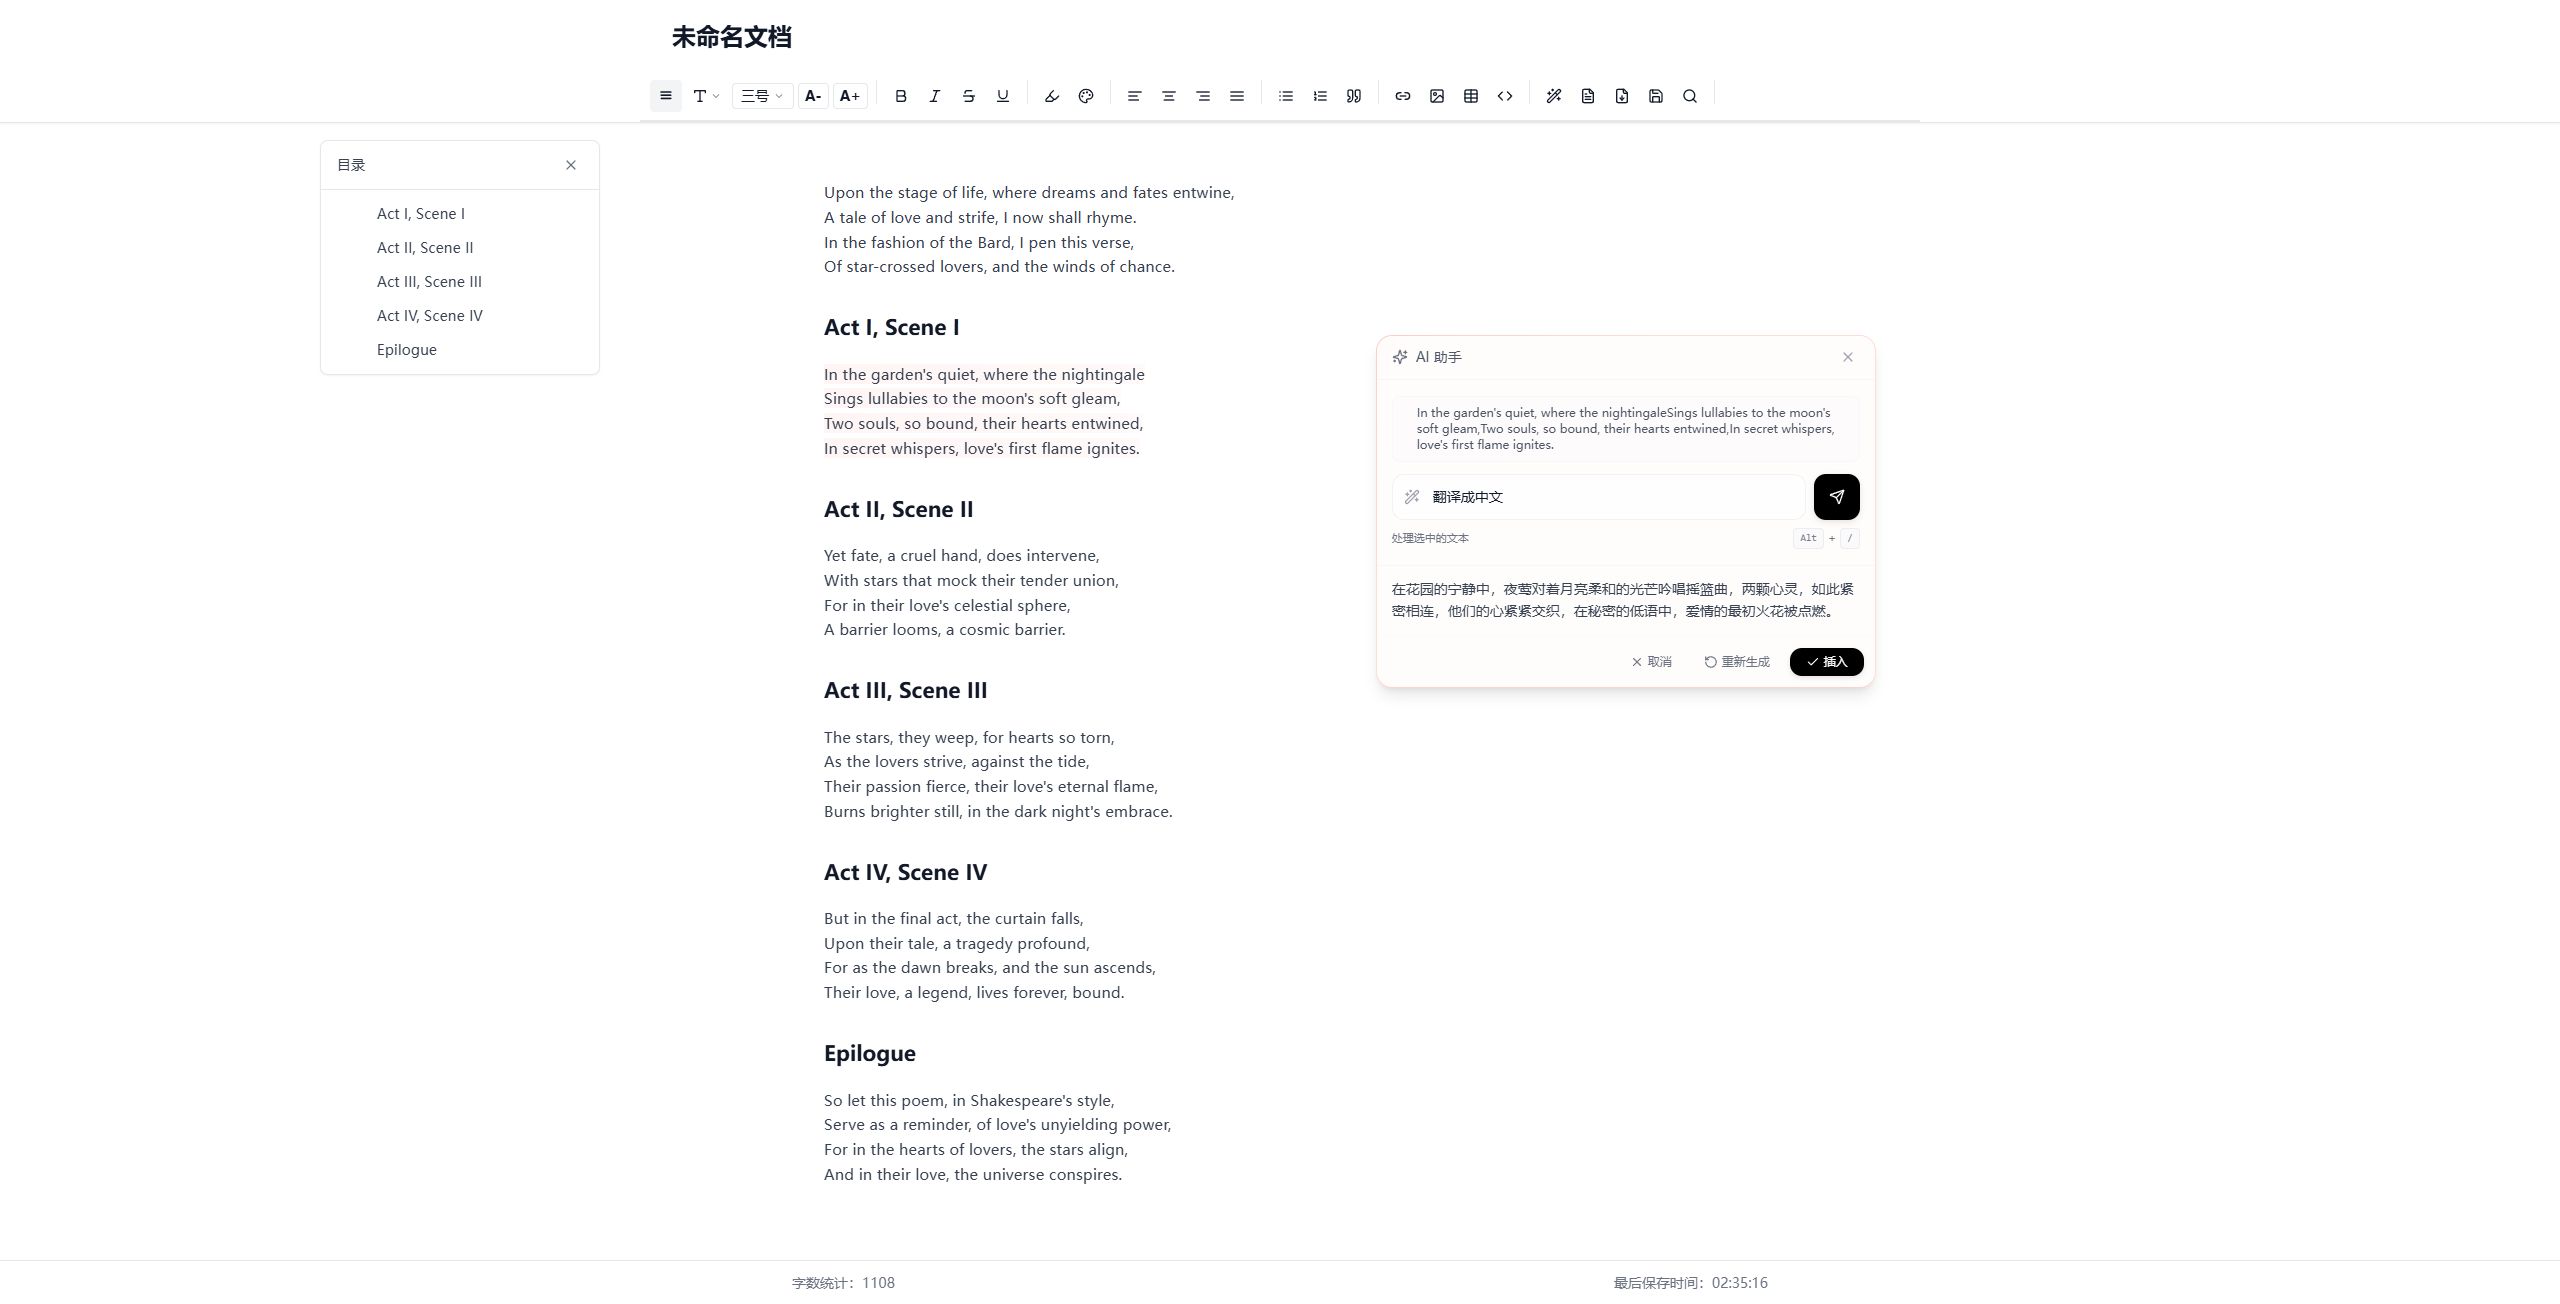 未命名文档
三号
A-
A+
目录
Act I, Scene I
Act II, Scene II
Act III, Scene III
Act IV, Scene IV
Epilogue
Upon the stage of life, where dreams and fates entwine,
A tale of love and strife, I now shall rhyme.
In the fashion of the Bard, I pen this verse,
Of star-crossed lovers, and the winds of chance.
Act I, Scene I
In the garden's quiet, where the nightingale
Sings lullabies to the moon's soft gleam,
Two souls, so bound, their hearts entwined,
In secret whispers, love's first flame ignites.
Act II, Scene II
Yet fate, a cruel hand, does intervene,
With stars that mock their tender union,
For in their love's celestial sphere,
A barrier looms, a cosmic barrier.
Act III, Scene III
The stars, they weep, for hearts so torn,
As the lovers strive, against the tide,
Their passion fierce, their love's eternal flame,
Burns brighter still, in the dark night's embrace.
Act IV, Scene IV
But in the final act, the curtain falls,
Upon their tale, a tragedy profound,
For as the dawn breaks, and the sun ascends,
Their love, a legend, lives forever, bound.
Epilogue
So let this poem, in Shakespeare's style,
Serve as a reminder, of love's unyielding power,
For in the hearts of lovers, the stars align,
And in their love, the universe conspires.
AI 助手
In the garden's quiet, where the nightingaleSings lullabies to the moon's
soft gleam,Two souls, so bound, their hearts entwined,In secret whispers,
love's first flame ignites.
翻译成中文
处理选中的文本
Alt + /
在花园的宁静中，夜莺对着月亮柔和的光芒吟唱摇篮曲，两颗心灵，如此紧
密相连，他们的心紧紧交织，在秘密的低语中，爱情的最初火花被点燃。
取消
重新生成
插入
字数统计：1108
最后保存时间：02:35:16